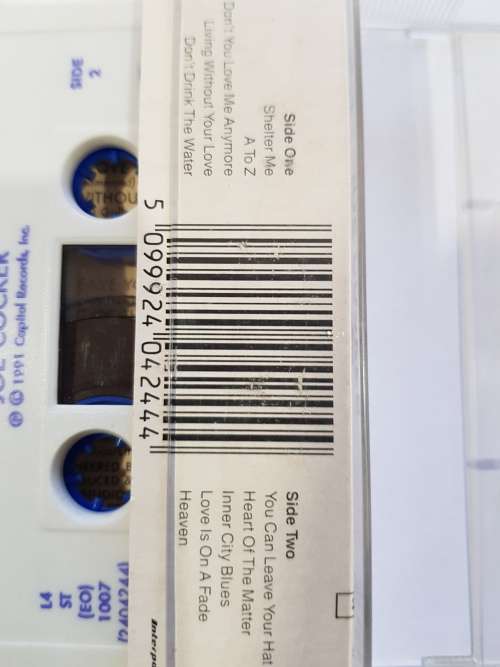 Side One
Shelter Me
A To Z
Don't You Love Me Anymore
Living Without Your Love
Don't Drink The Water
5 099924 042444
Side Two
You Can Leave Your Hat
Heart Of The Matter
Inner City Blues
Love Is On A Fade
Heaven
SIDE
2
COCKER
℗ © 1991 Capitol Records, Inc.
L4
ST
(EO)
1007